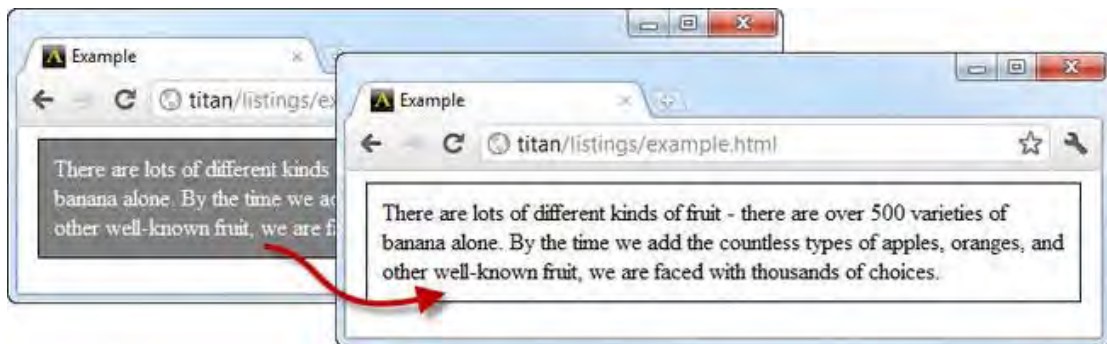 Example
titan/listings/ex
There are lots of different kinds
banana alone. By the time we ad
other well-known fruit, we are fa
Example
titan/listings/example.html
There are lots of different kinds of fruit - there are over 500 varieties of
banana alone. By the time we add the countless types of apples, oranges, and
other well-known fruit, we are faced with thousands of choices.